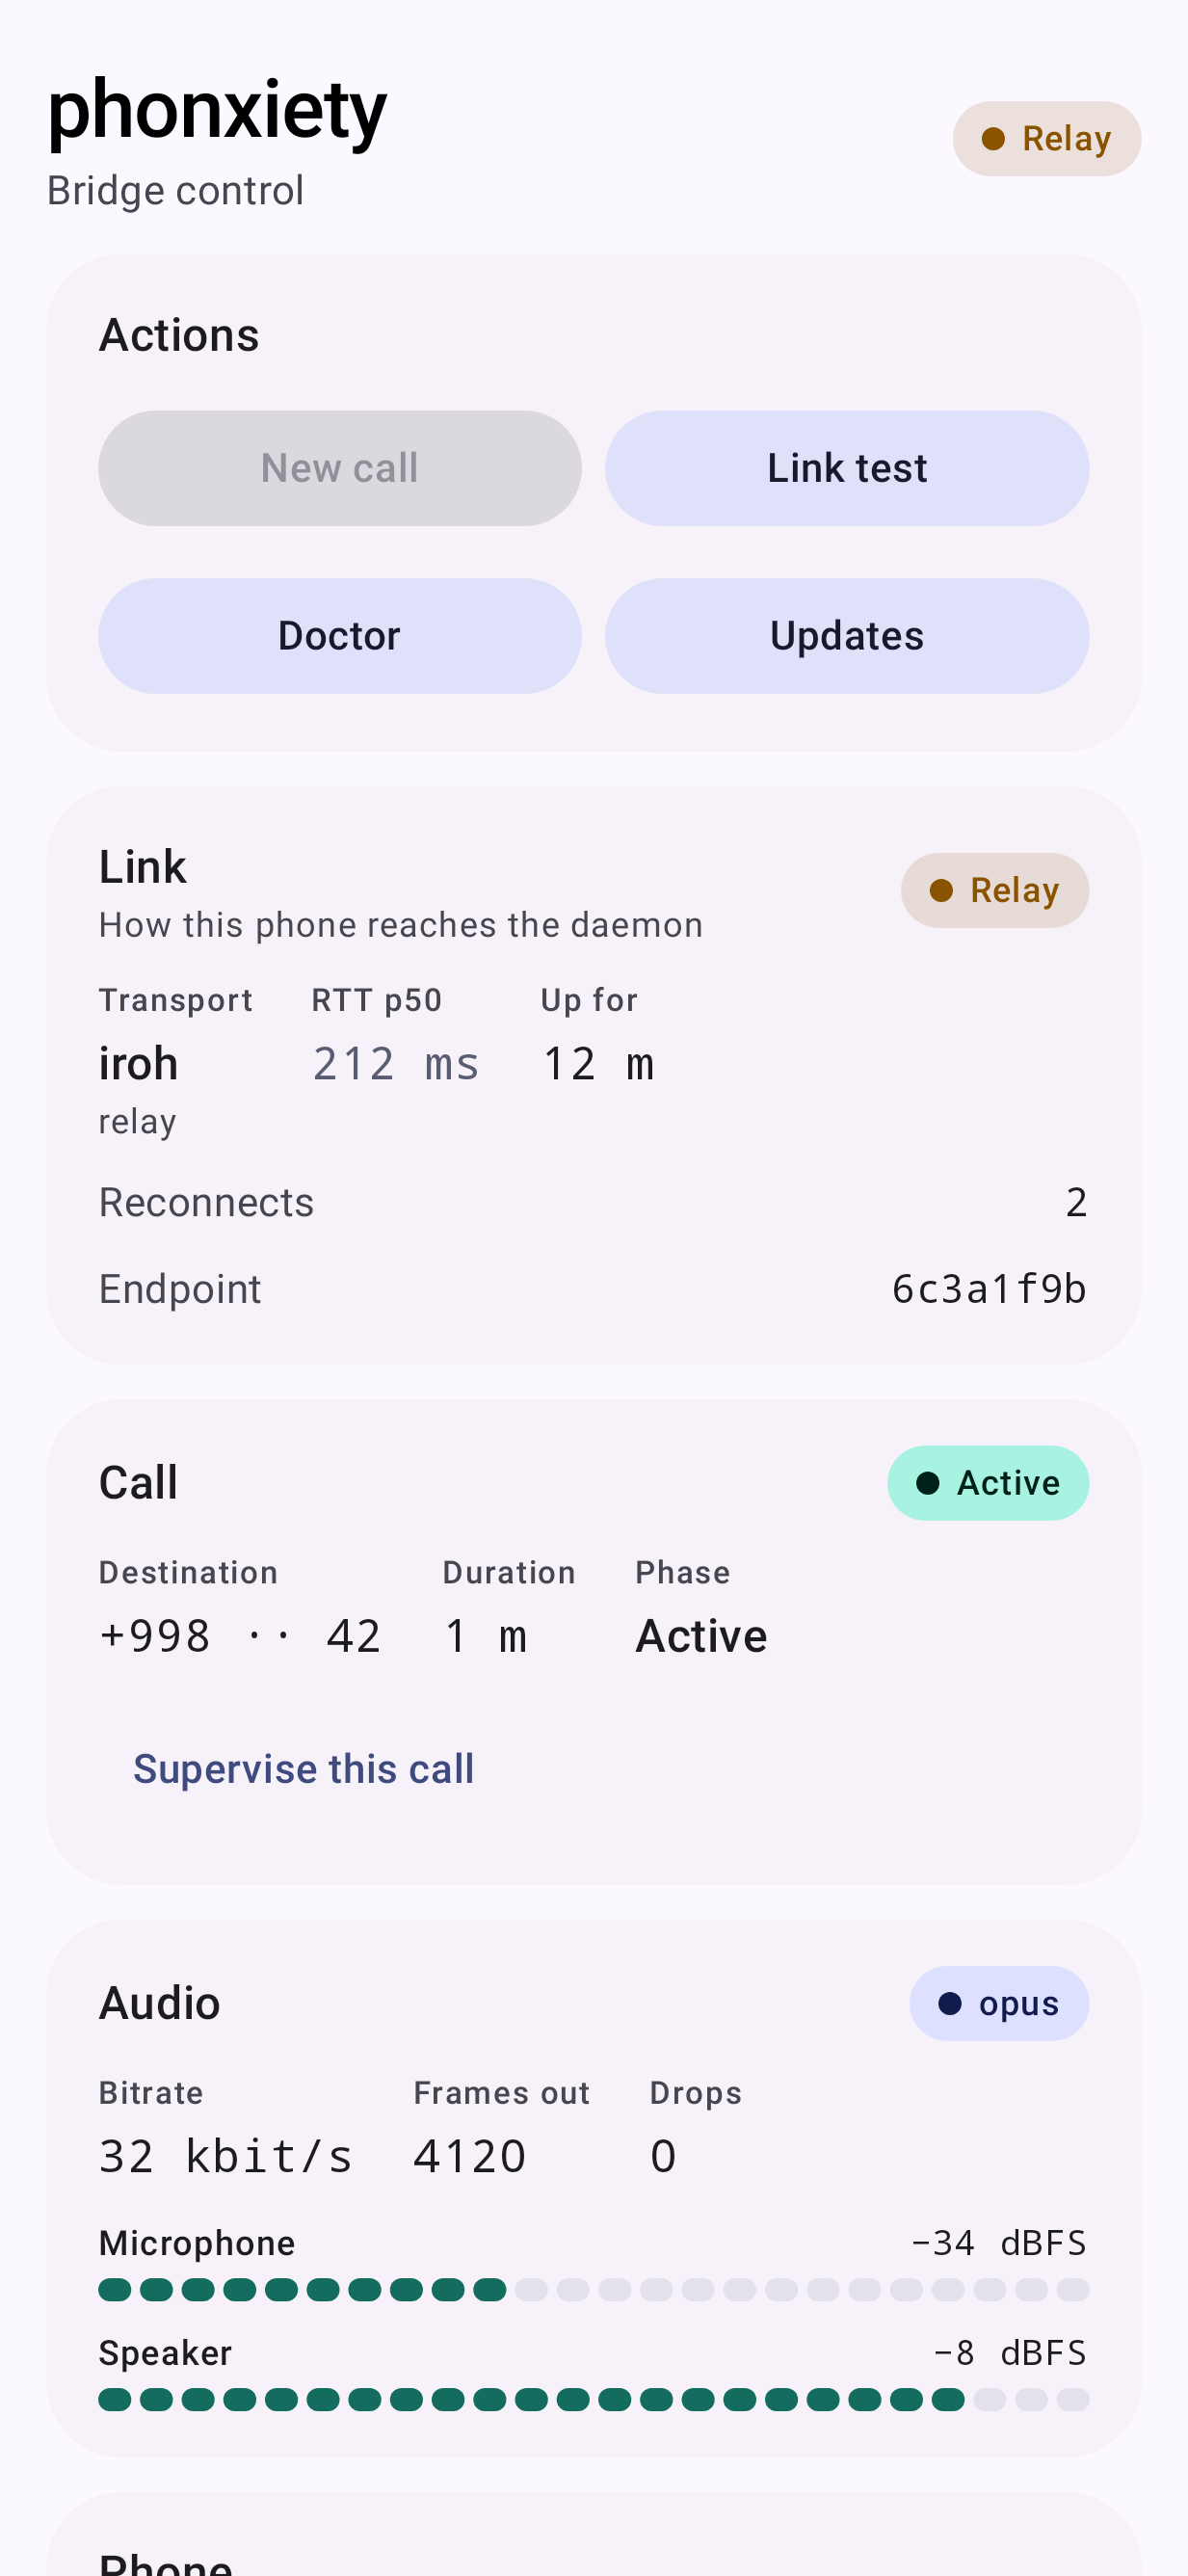 phonxiety
Bridge control
Relay
Actions
New call
Link test
Doctor
Updates
Link
How this phone reaches the daemon
Relay
Transport
RTT p50
Up for
iroh
212 ms
12 m
relay
Reconnects
2
Endpoint
6c3a1f9b
Call
Active
Destination
Duration
Phase
+998 ·· 42
1 m
Active
Supervise this call
Audio
opus
Bitrate
Frames out
Drops
32 kbit/s
4120
0
Microphone
−34 dBFS
Speaker
−8 dBFS
Phone